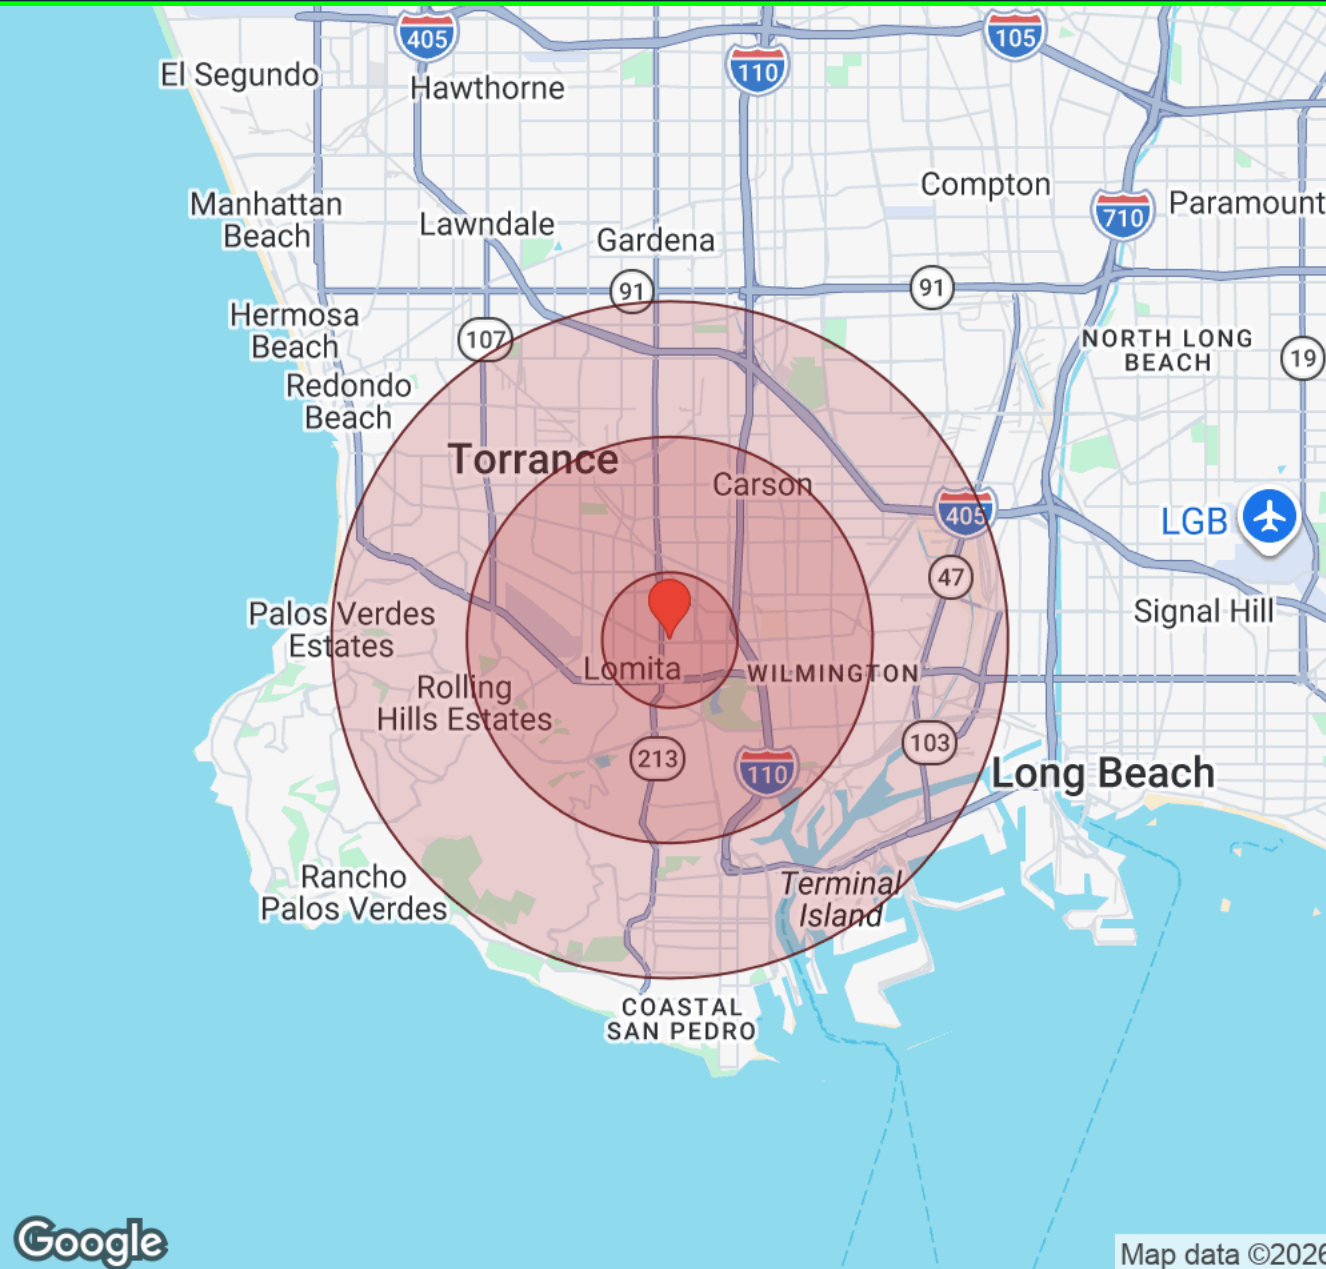 405
105
110
El Segundo
Hawthorne
Compton
710
Paramount
Manhattan
Beach
Lawndale
Gardena
91
91
Hermosa
Beach
107
NORTH LONG
BEACH
19
Redondo
Beach
Torrance
Carson
405
LGB
47
Palos Verdes
Estates
Signal Hill
Lomita
WILMINGTON
Rolling
Hills Estates
213
110
103
Long Beach
Rancho
Palos Verdes
Terminal
Island
COASTAL
SAN PEDRO
Google
Map data ©2026